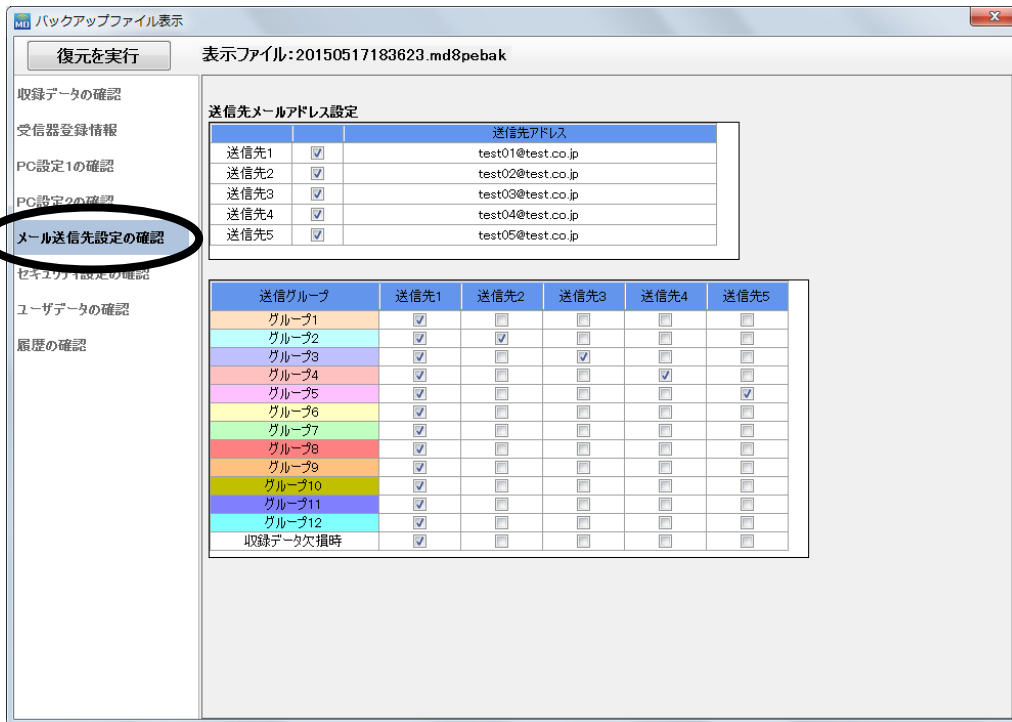 MD バックアップファイル表示
復元を実行 表示ファイル:20150517183623.md8pebak
収録データの確認
受信器登録情報
PC設定1の確認
PC設定2の確認
メール送信先設定の確認
セキュリティ設定の確認
ユーザデータの確認
履歴の確認
送信先メールアドレス設定
送信先アドレス
送信先1 test01@test.co.jp
送信先2 test02@test.co.jp
送信先3 test03@test.co.jp
送信先4 test04@test.co.jp
送信先5 test05@test.co.jp
送信グループ 送信先1 送信先2 送信先3 送信先4 送信先5
グループ1
グループ2
グループ3
グループ4
グループ5
グループ6
グループ7
グループ8
グループ9
グループ10
グループ11
グループ12
収録データ欠損時